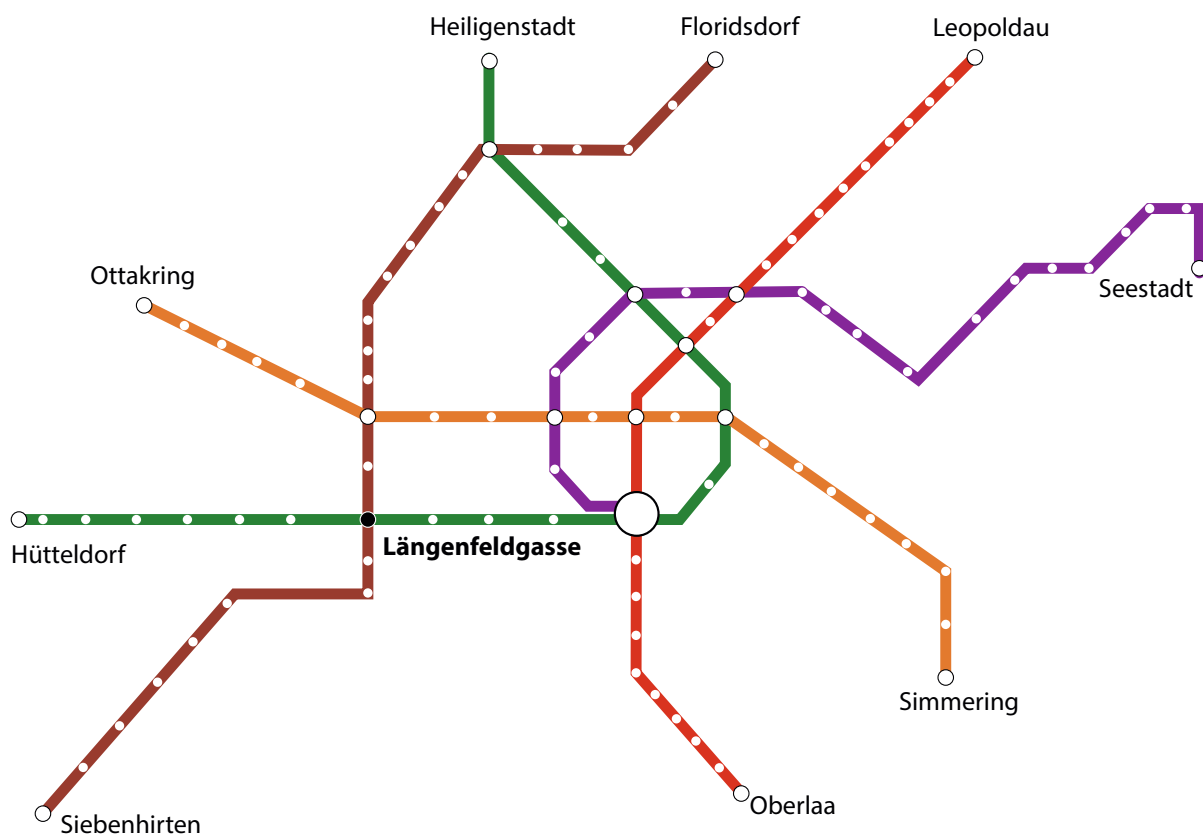 Heiligenstadt
Floridsdorf
Leopoldau
Ottakring
Seestadt
Hütteldorf
Längenfeldgasse
Simmering
Siebenhirten
Oberlaa